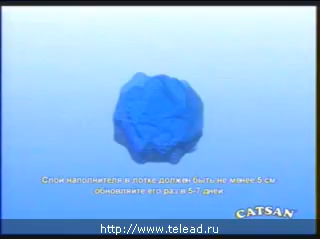 Слой наполнителя в лотке должен быть не менее 5 см
обновляйте его раз в 5-7 дней
CATSAN
http://www.telead.ru